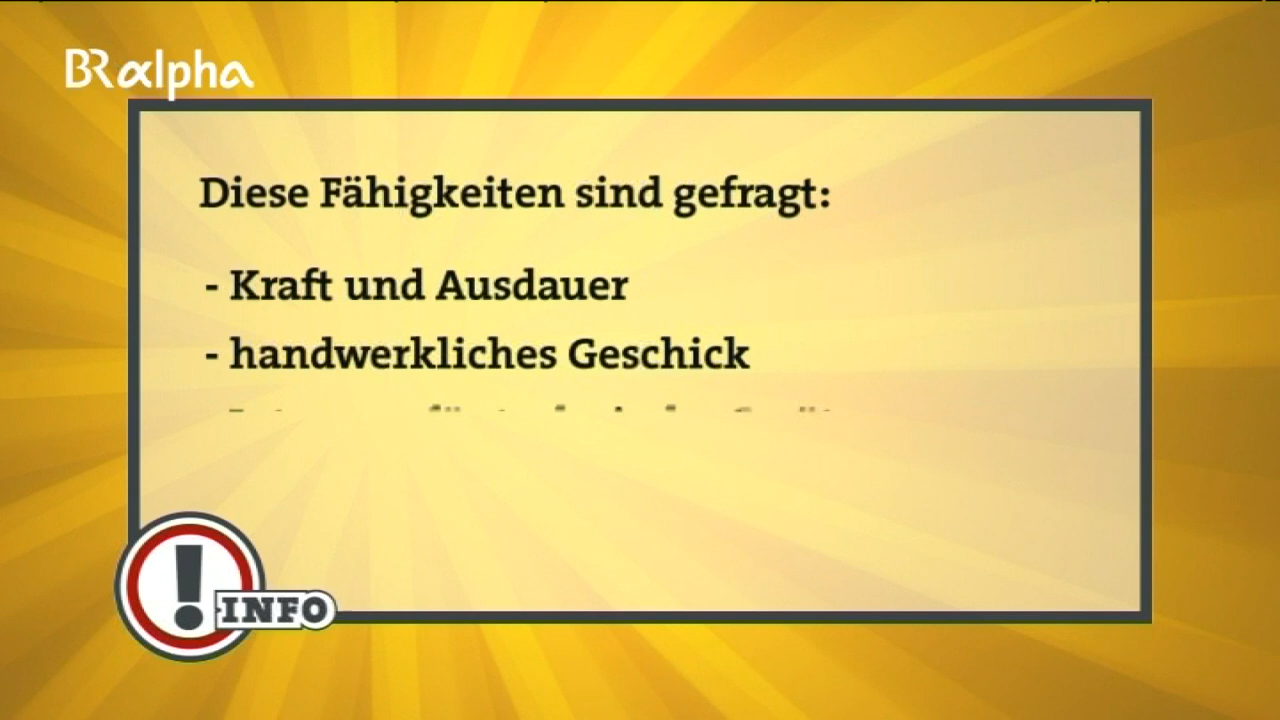 BR alpha
Diese Fähigkeiten sind gefragt:
- Kraft und Ausdauer
- handwerkliches Geschick
! INFO